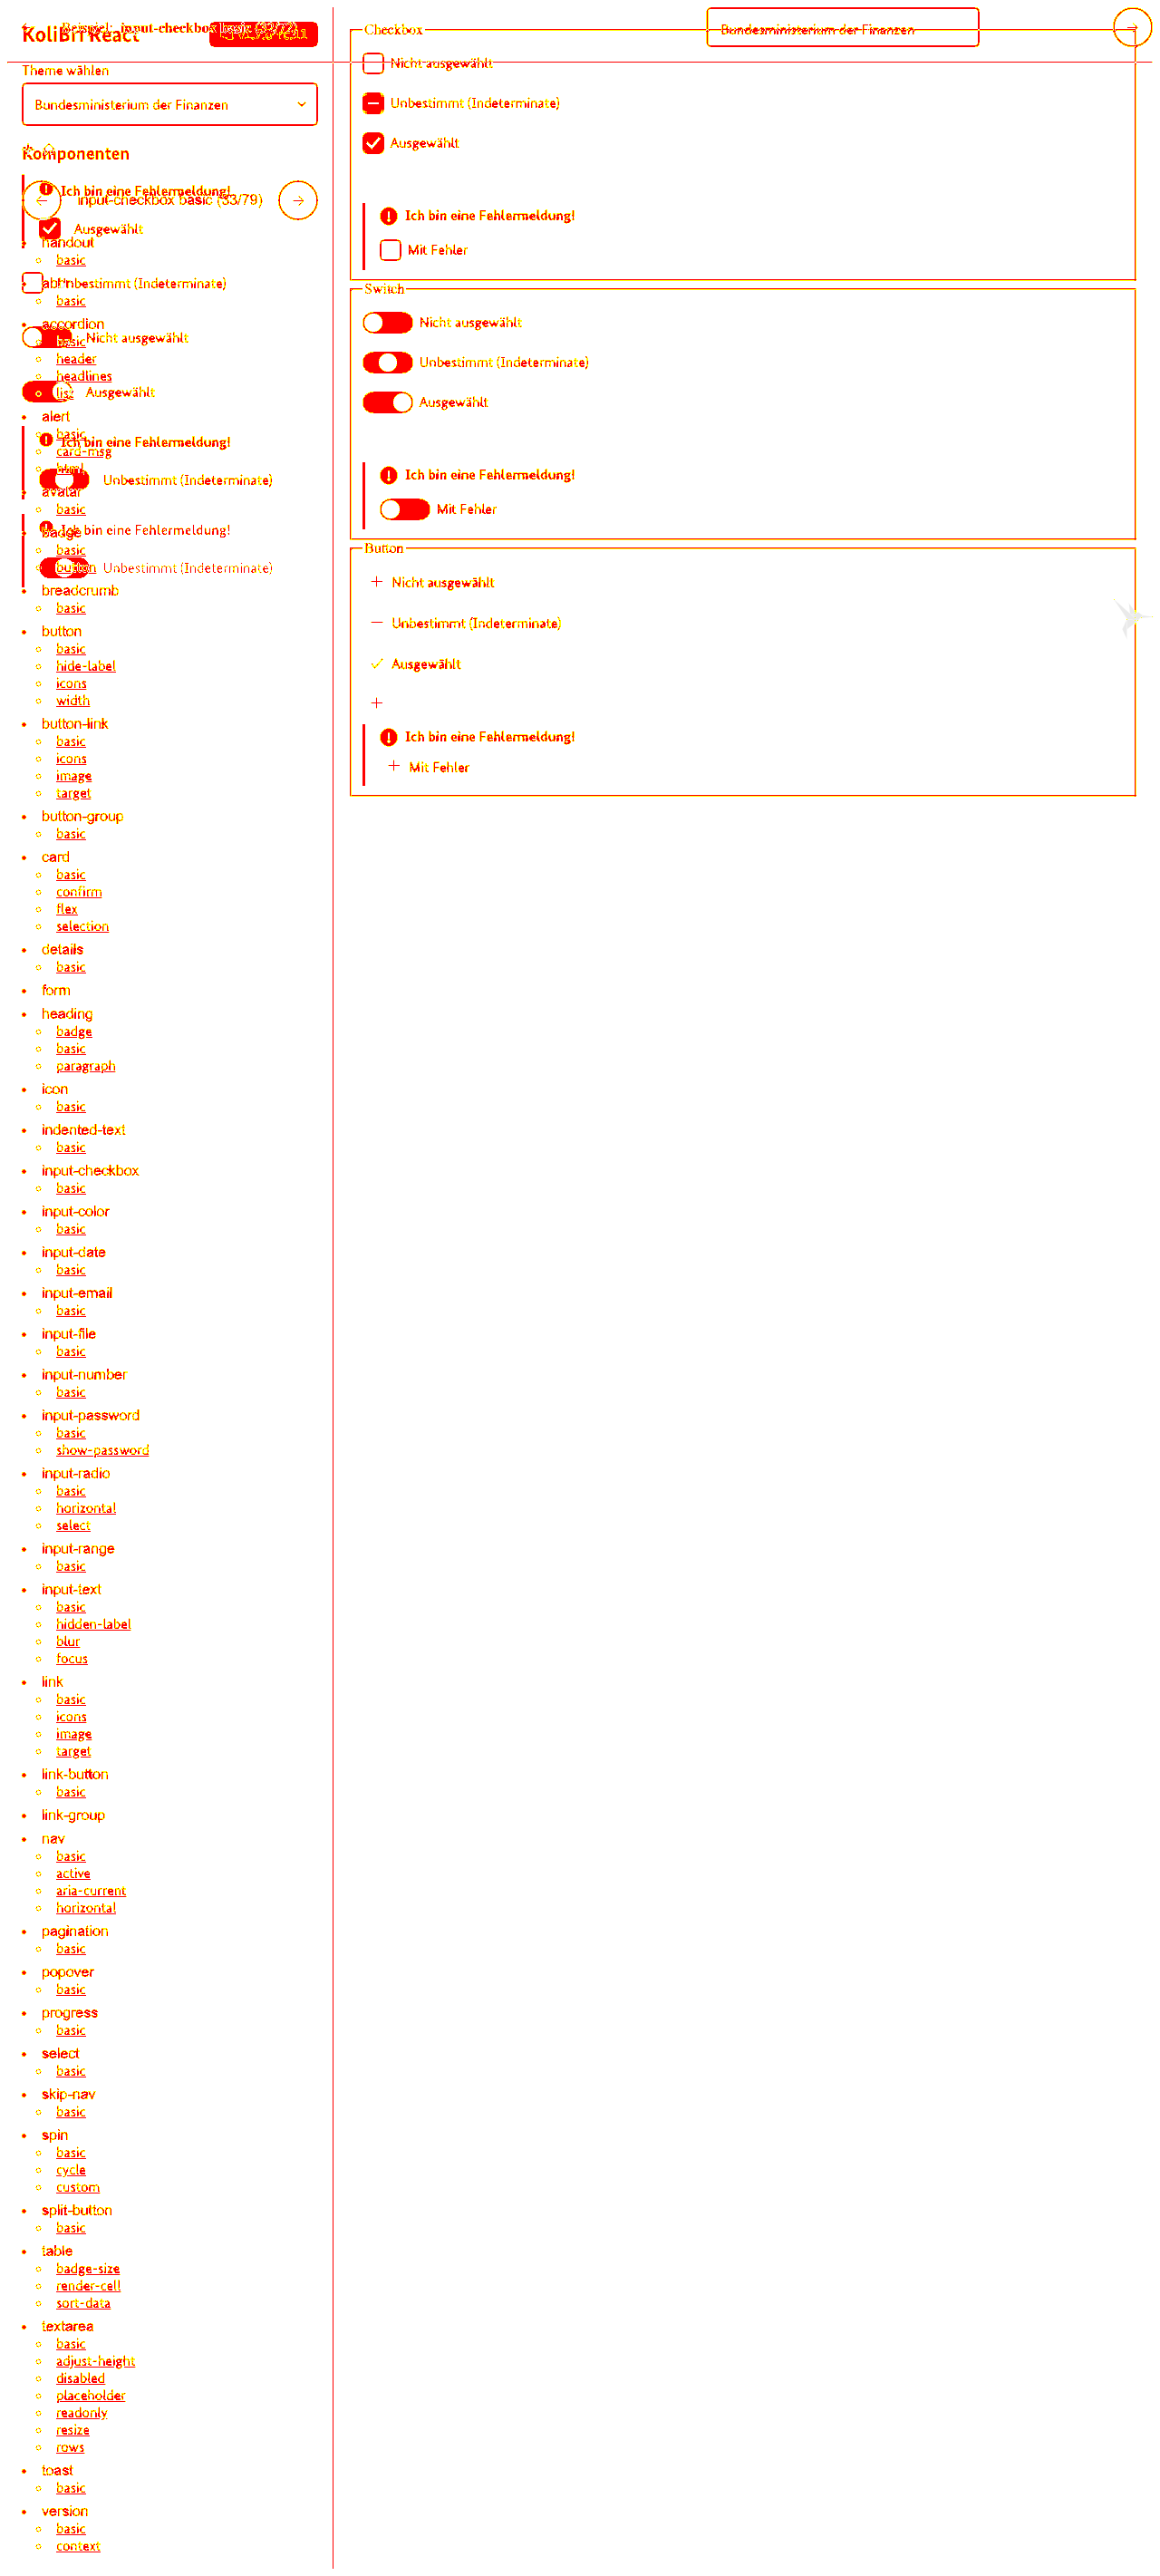 KoliBri React
Beispiel: input-checkbox basic (33/72)
Theme wählen
Bundesministerium der Finanzen
Komponenten
Ich bin eine Fehlermeldung!
input-checkbox basic (33/79)
Ausgewählt
handout
basic
abbr
Unbestimmt (Indeterminate)
basic
accordion
basic
Nicht ausgewählt
header
headlines
list
Ausgewählt
alert
basic
Ich bin eine Fehlermeldung!
card-msg
html
Unbestimmt (Indeterminate)
avatar
basic
Ich bin eine Fehlermeldung!
badge
basic
button
Unbestimmt (Indeterminate)
breadcrumb
basic
button
basic
hide-label
icons
width
button-link
basic
icons
image
target
button-group
basic
card
basic
confirm
flex
selection
details
basic
form
heading
badge
basic
paragraph
icon
basic
indented-text
basic
input-checkbox
basic
input-color
basic
input-date
basic
input-email
basic
input-file
basic
input-number
basic
input-password
basic
show-password
input-radio
basic
horizontal
select
input-range
basic
input-text
basic
hidden-label
blur
focus
link
basic
icons
image
target
link-button
basic
link-group
nav
basic
active
aria-current
horizontal
pagination
basic
popover
basic
progress
basic
select
basic
skip-nav
basic
spin
basic
cycle
custom
split-button
basic
table
badge-size
render-cell
sort-data
textarea
basic
adjust-height
disabled
placeholder
readonly
resize
rows
toast
basic
version
basic
context
Bundesministerium der Finanzen
Checkbox
Nicht ausgewählt
Unbestimmt (Indeterminate)
Ausgewählt
Ich bin eine Fehlermeldung!
Mit Fehler
Switch
Nicht ausgewählt
Unbestimmt (Indeterminate)
Ausgewählt
Ich bin eine Fehlermeldung!
Mit Fehler
Button
Nicht ausgewählt
Unbestimmt (Indeterminate)
Ausgewählt
Ich bin eine Fehlermeldung!
Mit Fehler